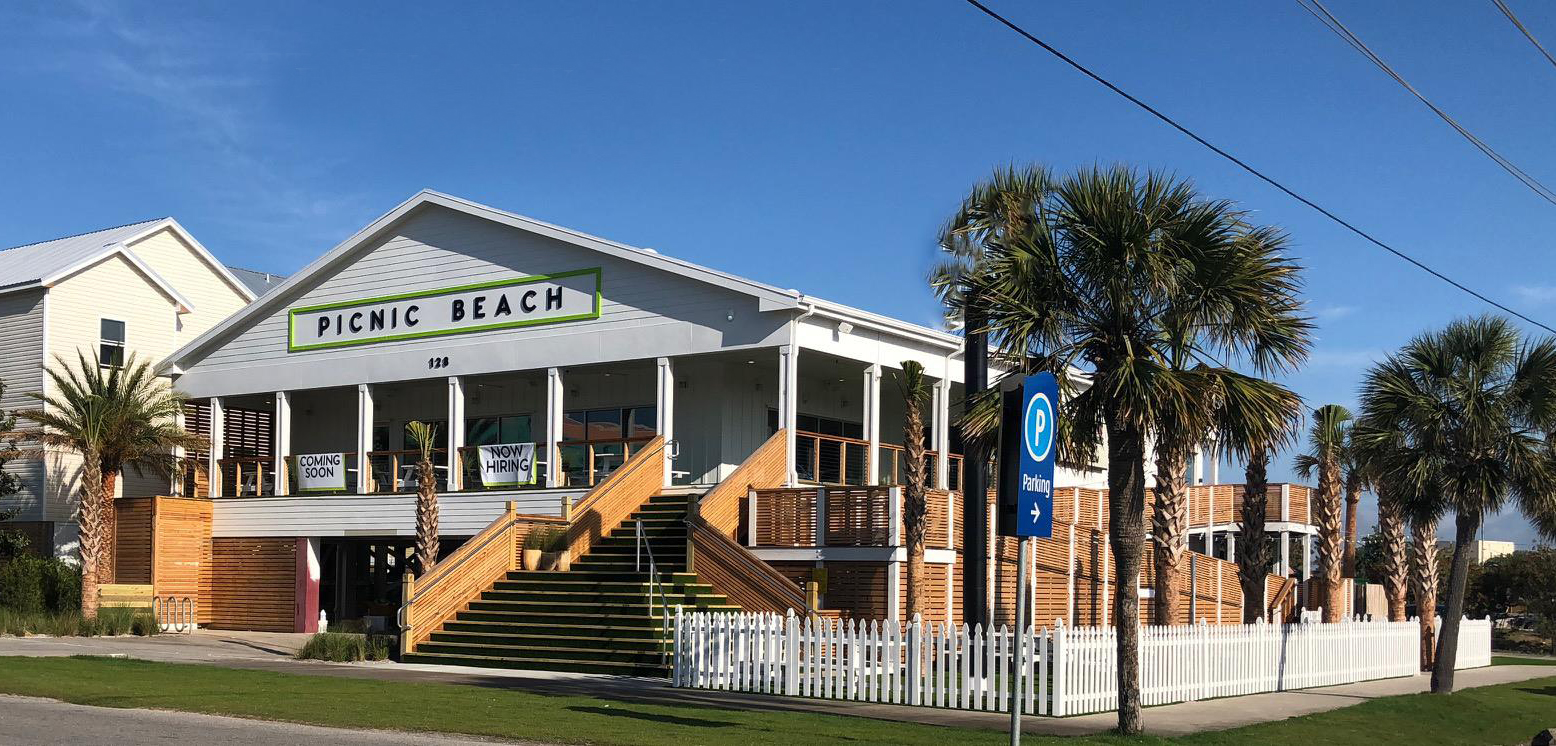 PICNIC BEACH
128
COMING
SOON
NOW
HIRING
P
Parking
→